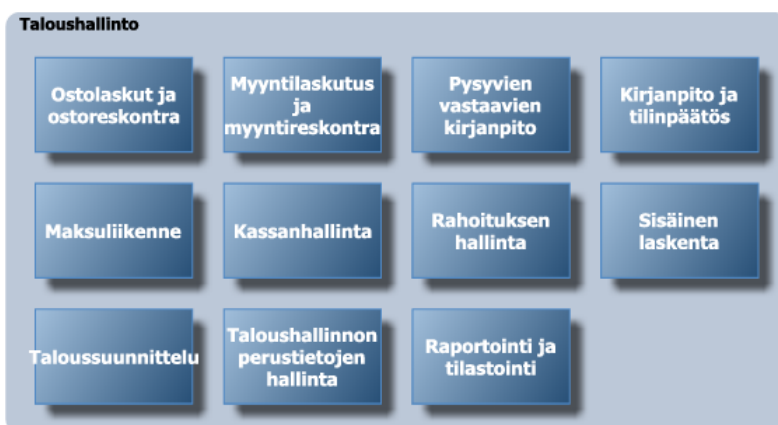 Taloushallinto
Ostolaskut ja
ostoreskontra
Myyntilaskutus
ja
myyntireskontra
Pysyvien
vastaavien
kirjanpito
Kirjanpito ja
tilinpäätös
Maksuliikenne
Kassanhallinta
Rahoituksen
hallinta
Sisäinen
laskenta
Taloussuunnittelu
Taloushallinnon
perustietojen
hallinta
Raportointi ja
tilastointi